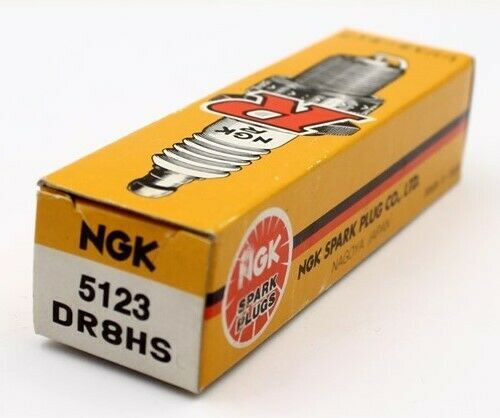 R
NGK
NGK
5123
DR8HS
NGK
SPARK
PLUGS
NGK SPARK PLUG CO., LTD.
NAGOYA JAPAN